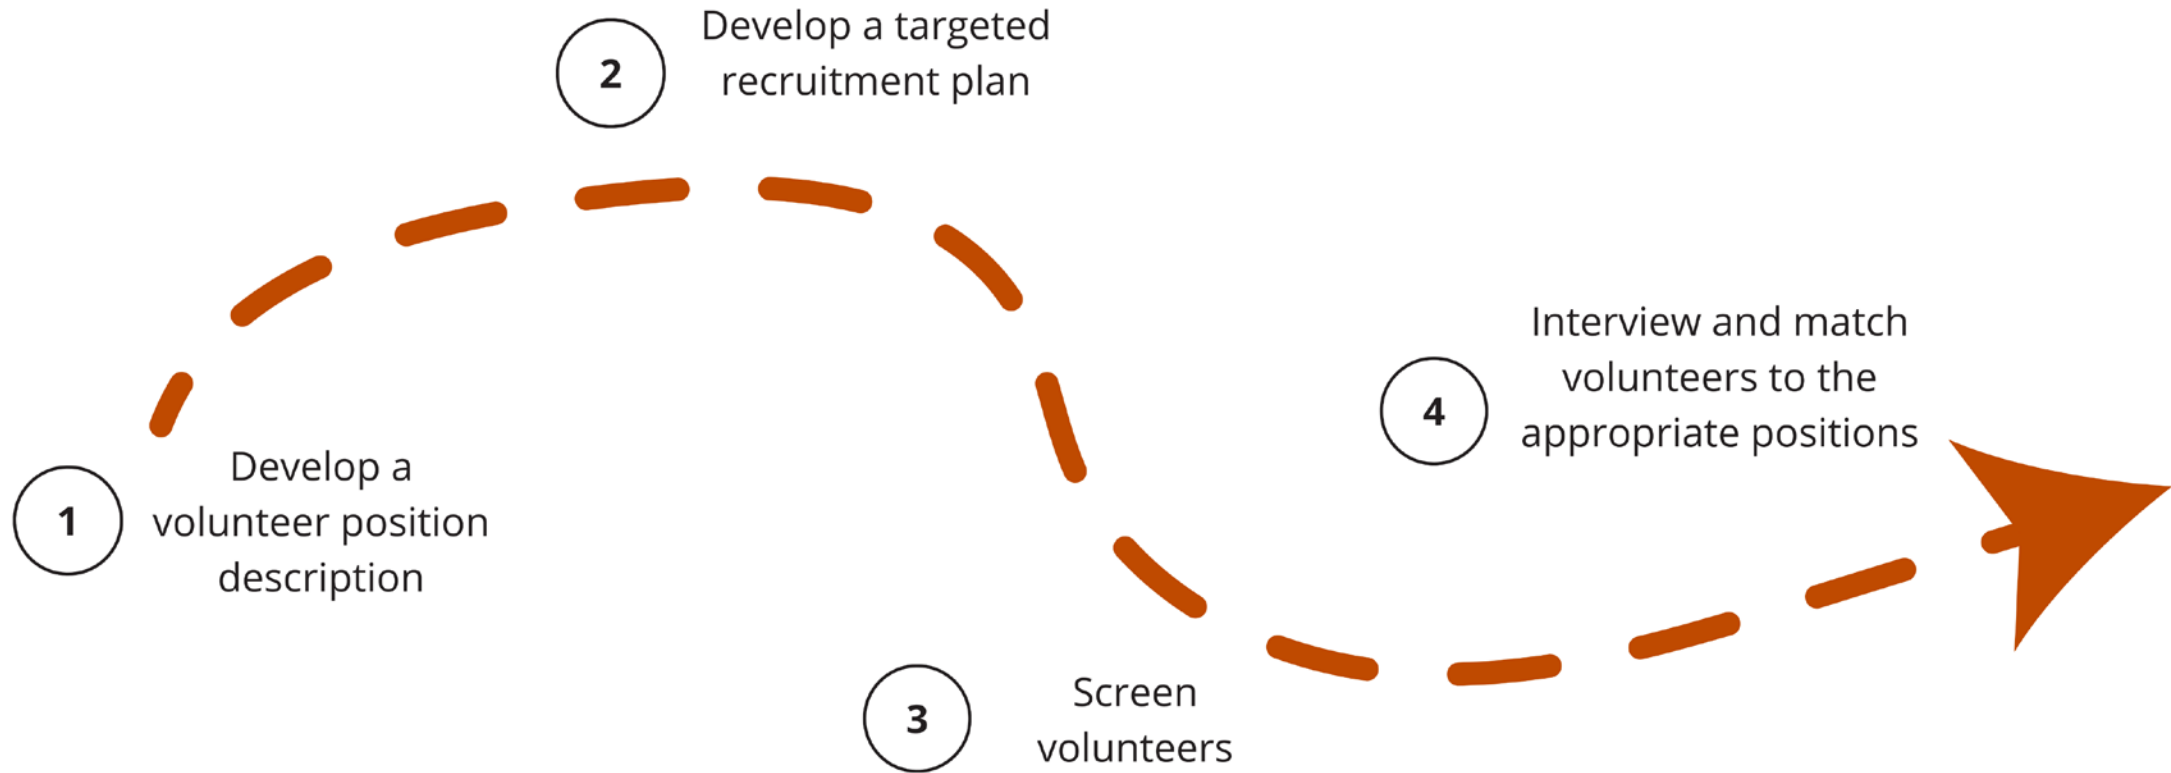 1
Develop a
volunteer position
description
2
Develop a targeted
recruitment plan
3
Screen
volunteers
4
Interview and match
volunteers to the
appropriate positions